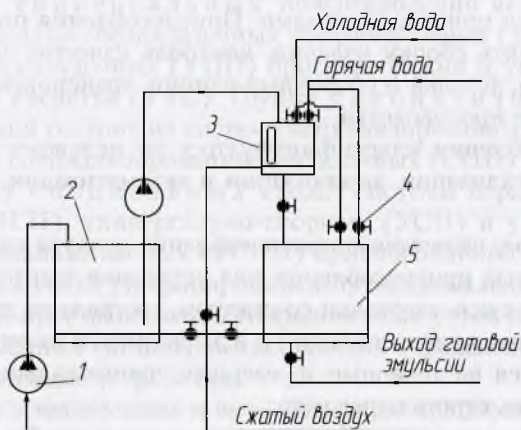 Холодная вода
Горячая вода
3
2
4
5
Выход готовой
эмульсии
1
Сжатый воздух